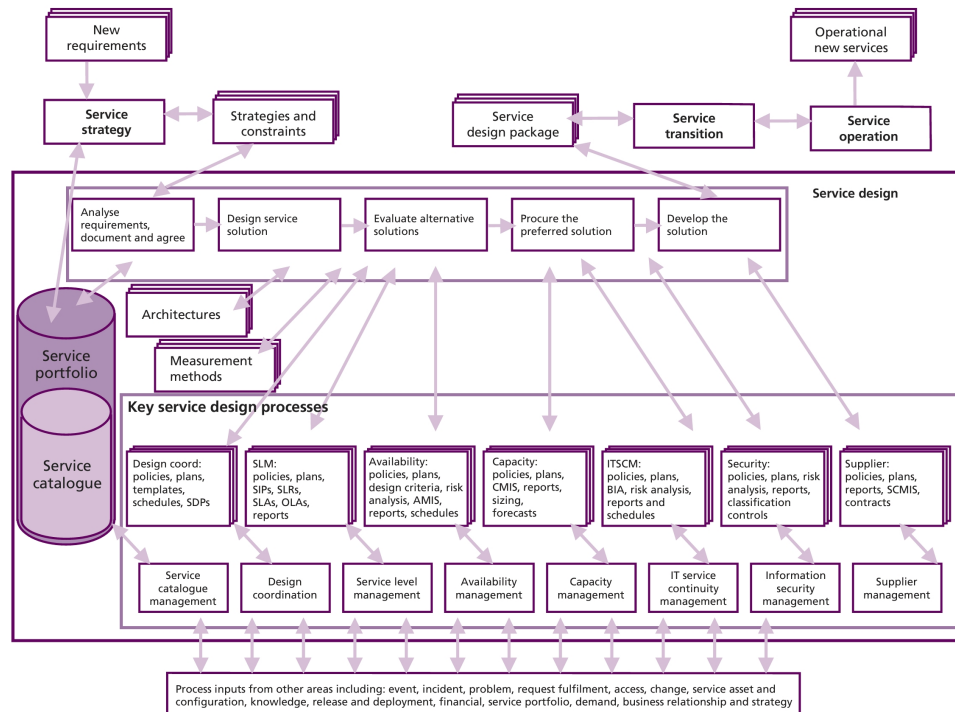 New
requirements
Operational
new services
Service
strategy
Strategies and
constraints
Service
design package
Service
transition
Service
operation
Service design
Analyse
requirements,
document and agree
Design service
solution
Evaluate alternative
solutions
Procure the
preferred solution
Develop the
solution
Architectures
Measurement
methods
Service
portfolio
Service
catalogue
Key service design processes
Design coord:
policies, plans,
templates,
schedules, SDPs
SLM:
policies, plans,
SIPs, SLRs,
SLAs, OLAs,
reports
Availability:
policies, plans,
design criteria, risk
analysis, AMIS,
reports, schedules
Capacity:
policies, plans,
CMIS, reports,
sizing,
forecasts
ITSCM:
policies, plans,
BIA, risk analysis,
reports and
schedules
Security:
policies, plans, risk
analysis, reports,
classification
controls
Supplier:
policies, plans,
reports, SCMIS,
contracts
Service
catalogue
management
Design
coordination
Service level
management
Availability
management
Capacity
management
IT service
continuity
management
Information
security
management
Supplier
management
Process inputs from other areas including: event, incident, problem, request fulfilment, access, change, service asset and
configuration, knowledge, release and deployment, financial, service portfolio, demand, business relationship and strategy